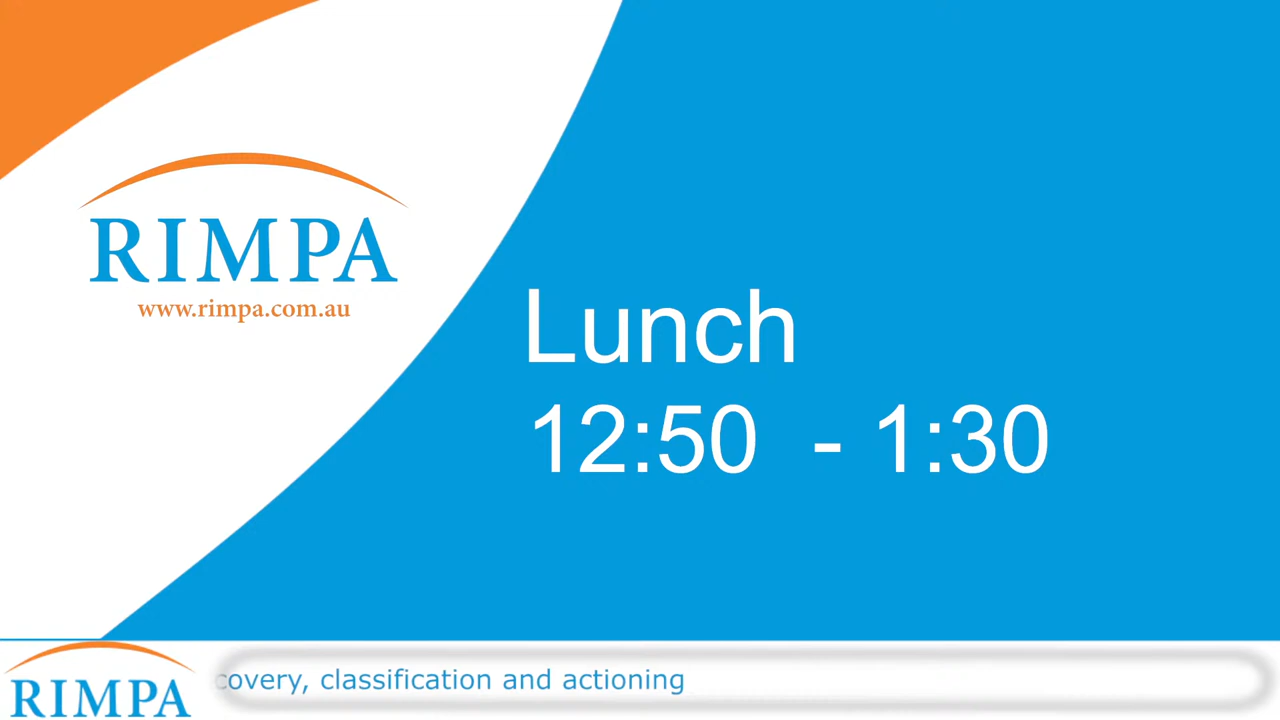 RIMPA
www.rimpa.com.au
Lunch
12:50 - 1:30
RIMPA
covery, classification and actioning